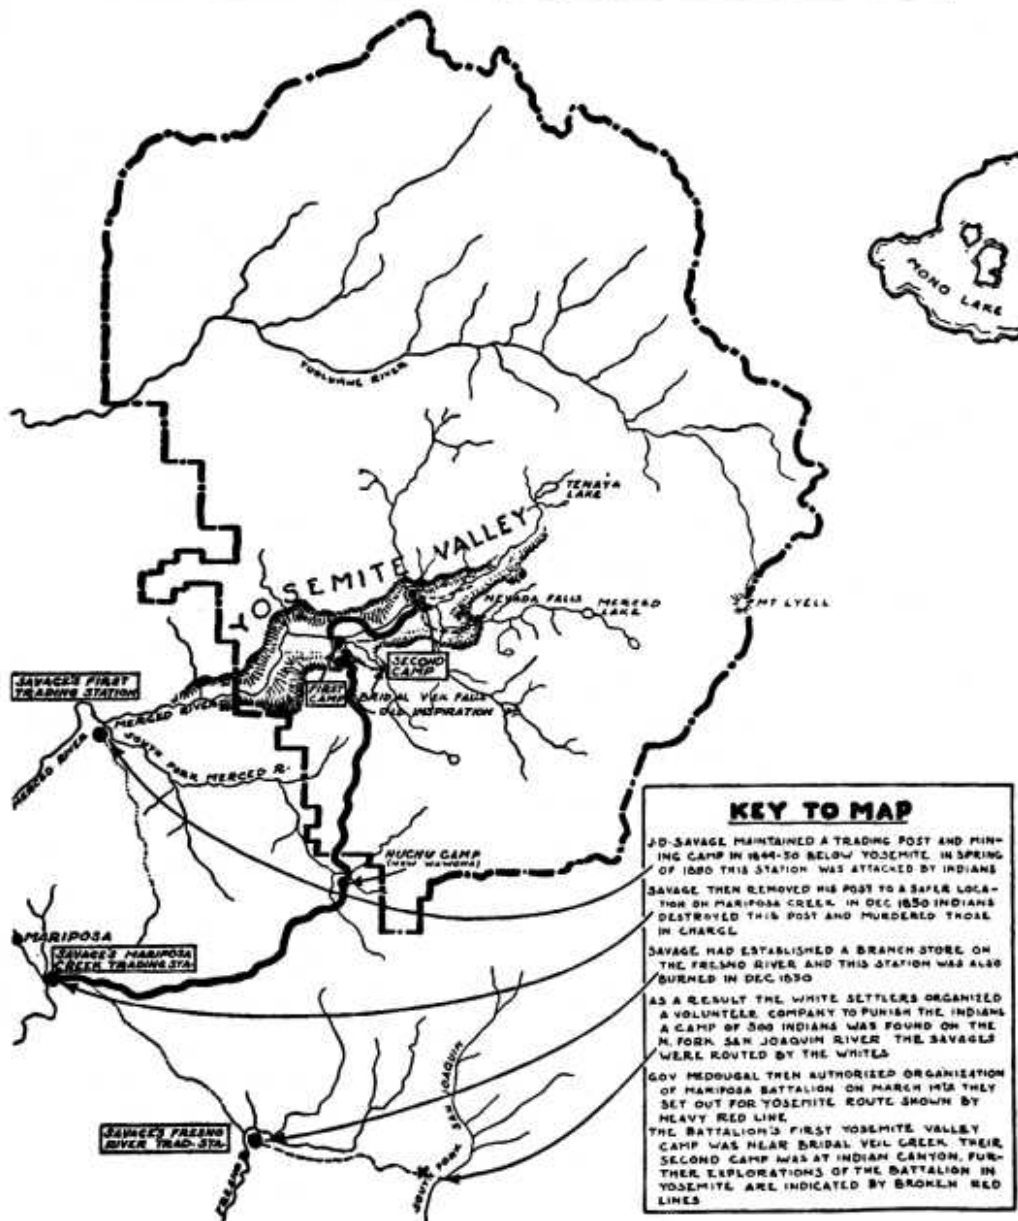 MONO LAKE
TUOLUMNE RIVER
TENAYA
LAKE
YOSEMITE VALLEY
NEVADA FALLS
MERCED
LAKE
MT LYELL
SECOND
CAMP
FIRST
CAMP
BRIDAL VEIL FALLS
OLD INSPIRATION PT
SAVAGE'S FIRST
TRADING STATION
MERCED RIVER
MERCED RIVER
SOUTH FORK MERCED R.
NUCHU CAMP
(NOW WAWONA)
MARIPOSA
SAVAGE'S MARIPOSA
CREEK TRADING STA.
SAVAGE'S FRESNO
RIVER TRAD. STA.
FRESNO
SOUTH FORK SAN JOAQUIN
KEY TO MAP
J·D·SAVAGE MAINTAINED A TRADING POST AND MIN-
ING CAMP IN 1849-50 BELOW YOSEMITE IN SPRING
OF 1850 THIS STATION WAS ATTACKED BY INDIANS
SAVAGE THEN REMOVED HIS POST TO A SAFER LOCA-
TION ON MARIPOSA CREEK IN DEC 1850 INDIANS
DESTROYED THIS POST AND MURDERED THOSE
IN CHARGE
SAVAGE HAD ESTABLISHED A BRANCH STORE ON
THE FRESNO RIVER AND THIS STATION WAS ALSO
BURNED IN DEC 1850
AS A RESULT THE WHITE SETTLERS ORGANIZED
A VOLUNTEER COMPANY TO PUNISH THE INDIANS
A CAMP OF 500 INDIANS WAS FOUND ON THE
N. FORK SAN JOAQUIN RIVER THE SAVAGES
WERE ROUTED BY THE WHITES
GOV MCDOUGAL THEN AUTHORIZED ORGANIZATION
OF MARIPOSA BATTALION ON MARCH THEY
SET OUT FOR YOSEMITE ROUTE SHOWN BY
HEAVY RED LINE
THE BATTALION'S FIRST YOSEMITE VALLEY
CAMP WAS NEAR BRIDAL VEIL CREEK THEIR
SECOND CAMP WAS AT INDIAN CANYON. FUR-
THER EXPLORATIONS OF THE BATTALION IN
YOSEMITE ARE INDICATED BY BROKEN RED
LINES